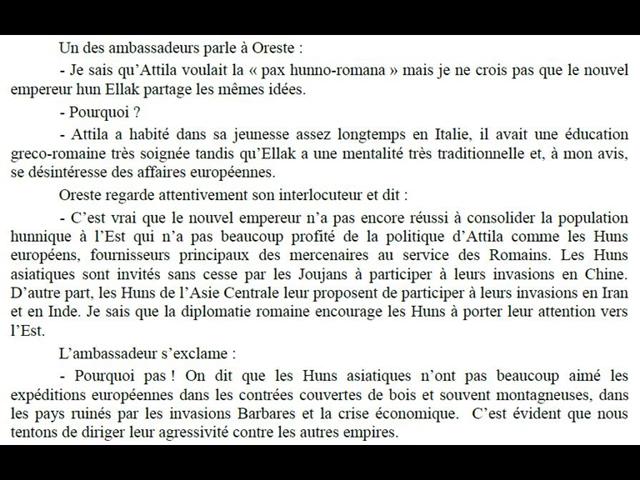 Un des ambassadeurs parle à Oreste :
- Je sais qu'Attila voulait la « pax hunno-romana » mais je ne crois pas que le nouvel
empereur hun Ellak partage les mêmes idées.
- Pourquoi ?
- Attila a habité dans sa jeunesse assez longtemps en Italie, il avait une éducation
greco-romaine très soignée tandis qu'Ellak a une mentalité très traditionnelle et, à mon avis,
se désintéresse des affaires européennes.
Oreste regarde attentivement son interlocuteur et dit :
- C'est vrai que le nouvel empereur n'a pas encore réussi à consolider la population
hunnique à l'Est qui n'a pas beaucoup profité de la politique d'Attila comme les Huns
européens, fournisseurs principaux des mercenaires au service des Romains. Les Huns
asiatiques sont invités sans cesse par les Joujans à participer à leurs invasions en Chine.
D'autre part, les Huns de l'Asie Centrale leur proposent de participer à leurs invasions en Iran
et en Inde. Je sais que la diplomatie romaine encourage les Huns à porter leur attention vers
l'Est.
L'ambassadeur s'exclame :
- Pourquoi pas ! On dit que les Huns asiatiques n'ont pas beaucoup aimé les
expéditions européennes dans les contrées couvertes de bois et souvent montagneuses, dans
les pays ruinés par les invasions Barbares et la crise économique. C'est évident que nous
tentons de diriger leur agressivité contre les autres empires.